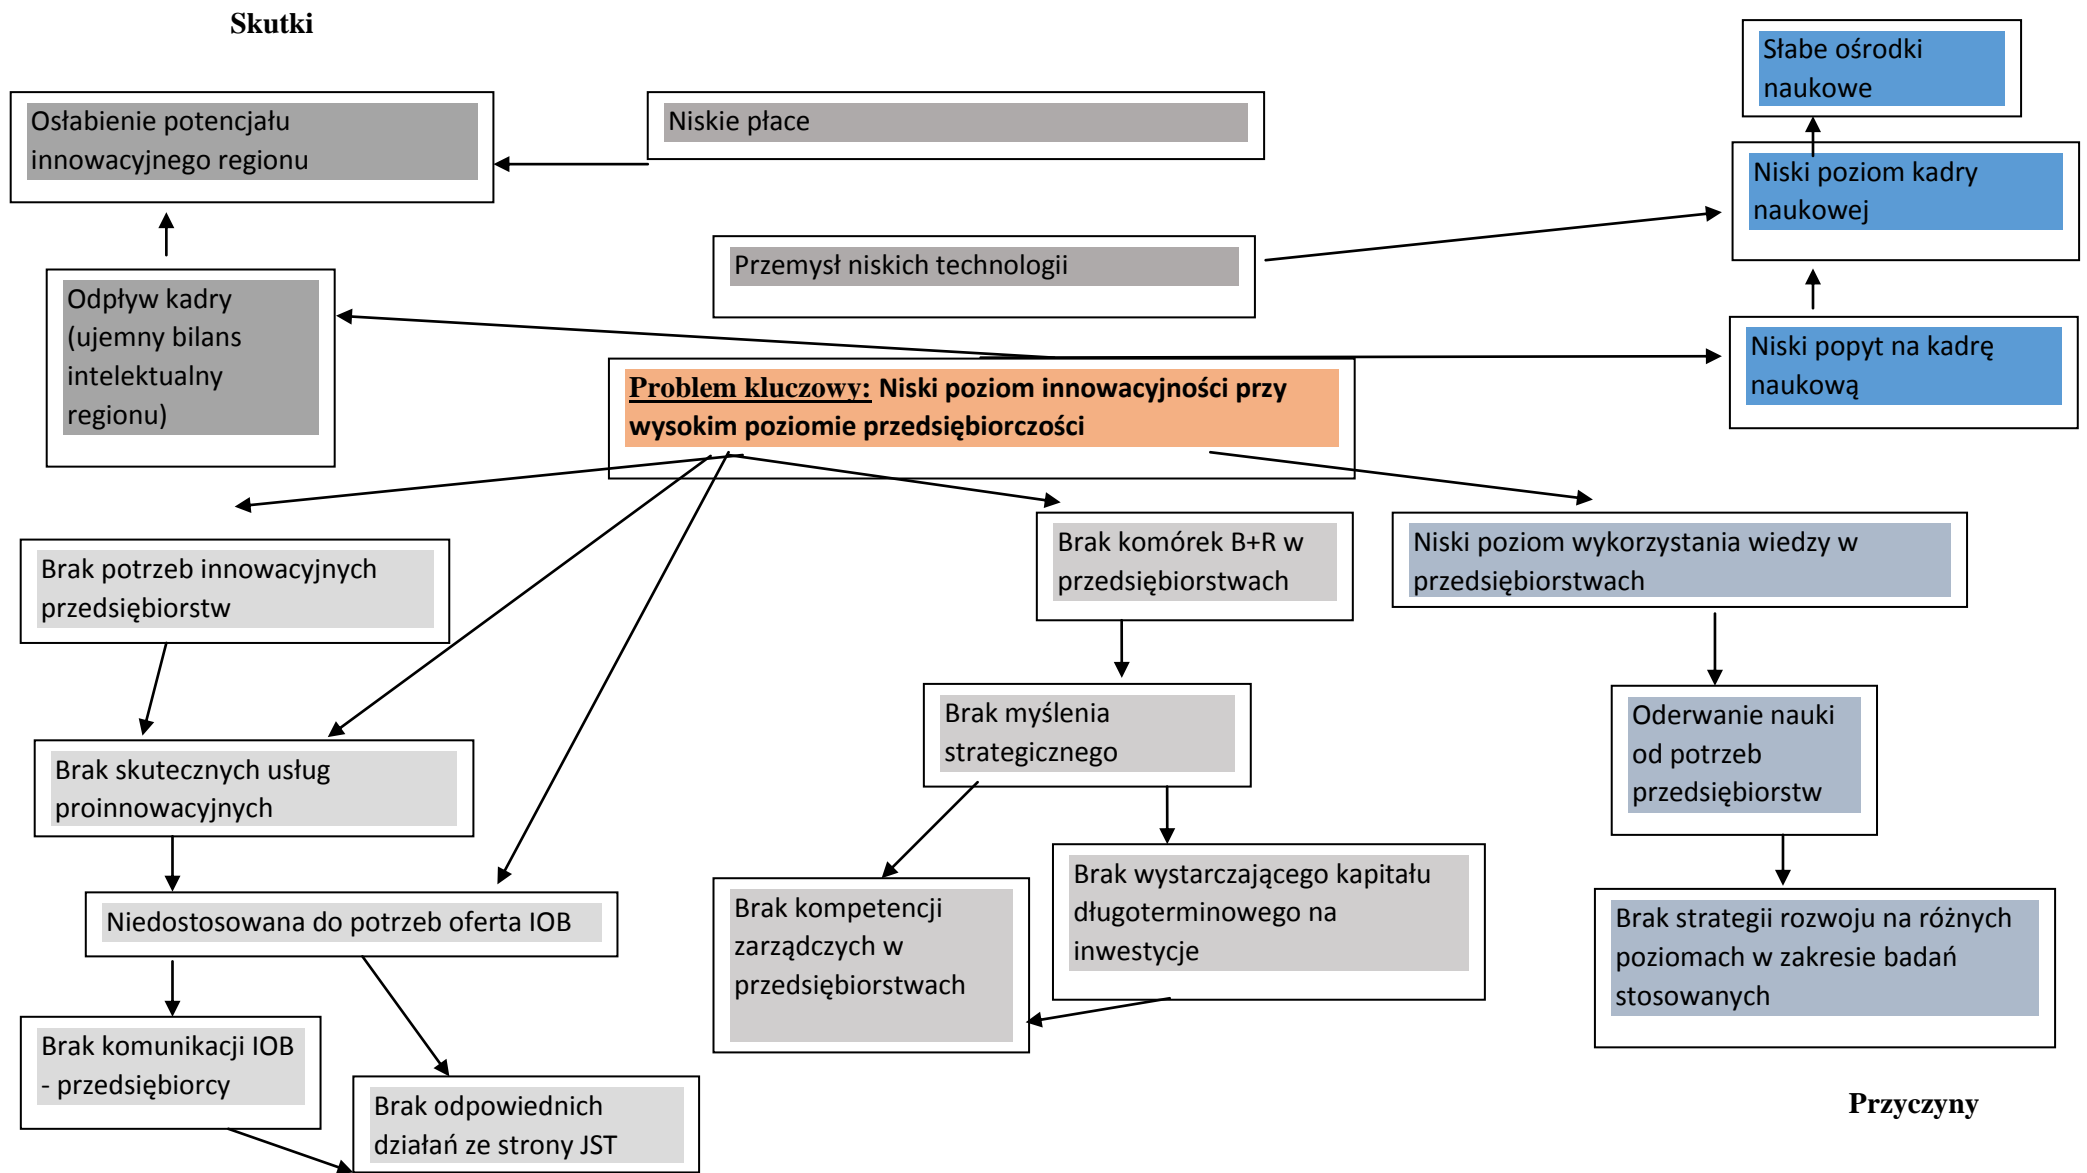 Skutki
Słabe ośrodki
naukowe
Osłabienie potencjału
innowacyjnego regionu
Niskie płace
Niski poziom kadry
naukowej
Przemysł niskich technologii
Odpływ kadry
(ujemny bilans
intelektualny
regionu)
Niski popyt na kadrę
naukową
Problem kluczowy: Niski poziom innowacyjności przy
wysokim poziomie przedsiębiorczości
Brak potrzeb innowacyjnych
przedsiębiorstw
Brak komórek B+R w
przedsiębiorstwach
Niski poziom wykorzystania wiedzy w
przedsiębiorstwach
Brak skutecznych usług
proinnowacyjnych
Brak myślenia
strategicznego
Oderwanie nauki
od potrzeb
przedsiębiorstw
Niedostosowana do potrzeb oferta IOB
Brak kompetencji
zarządczych w
przedsiębiorstwach
Brak wystarczającego kapitału
długoterminowego na
inwestycje
Brak strategii rozwoju na różnych
poziomach w zakresie badań
stosowanych
Brak komunikacji IOB
- przedsiębiorcy
Brak odpowiednich
działań ze strony JST
Przyczyny